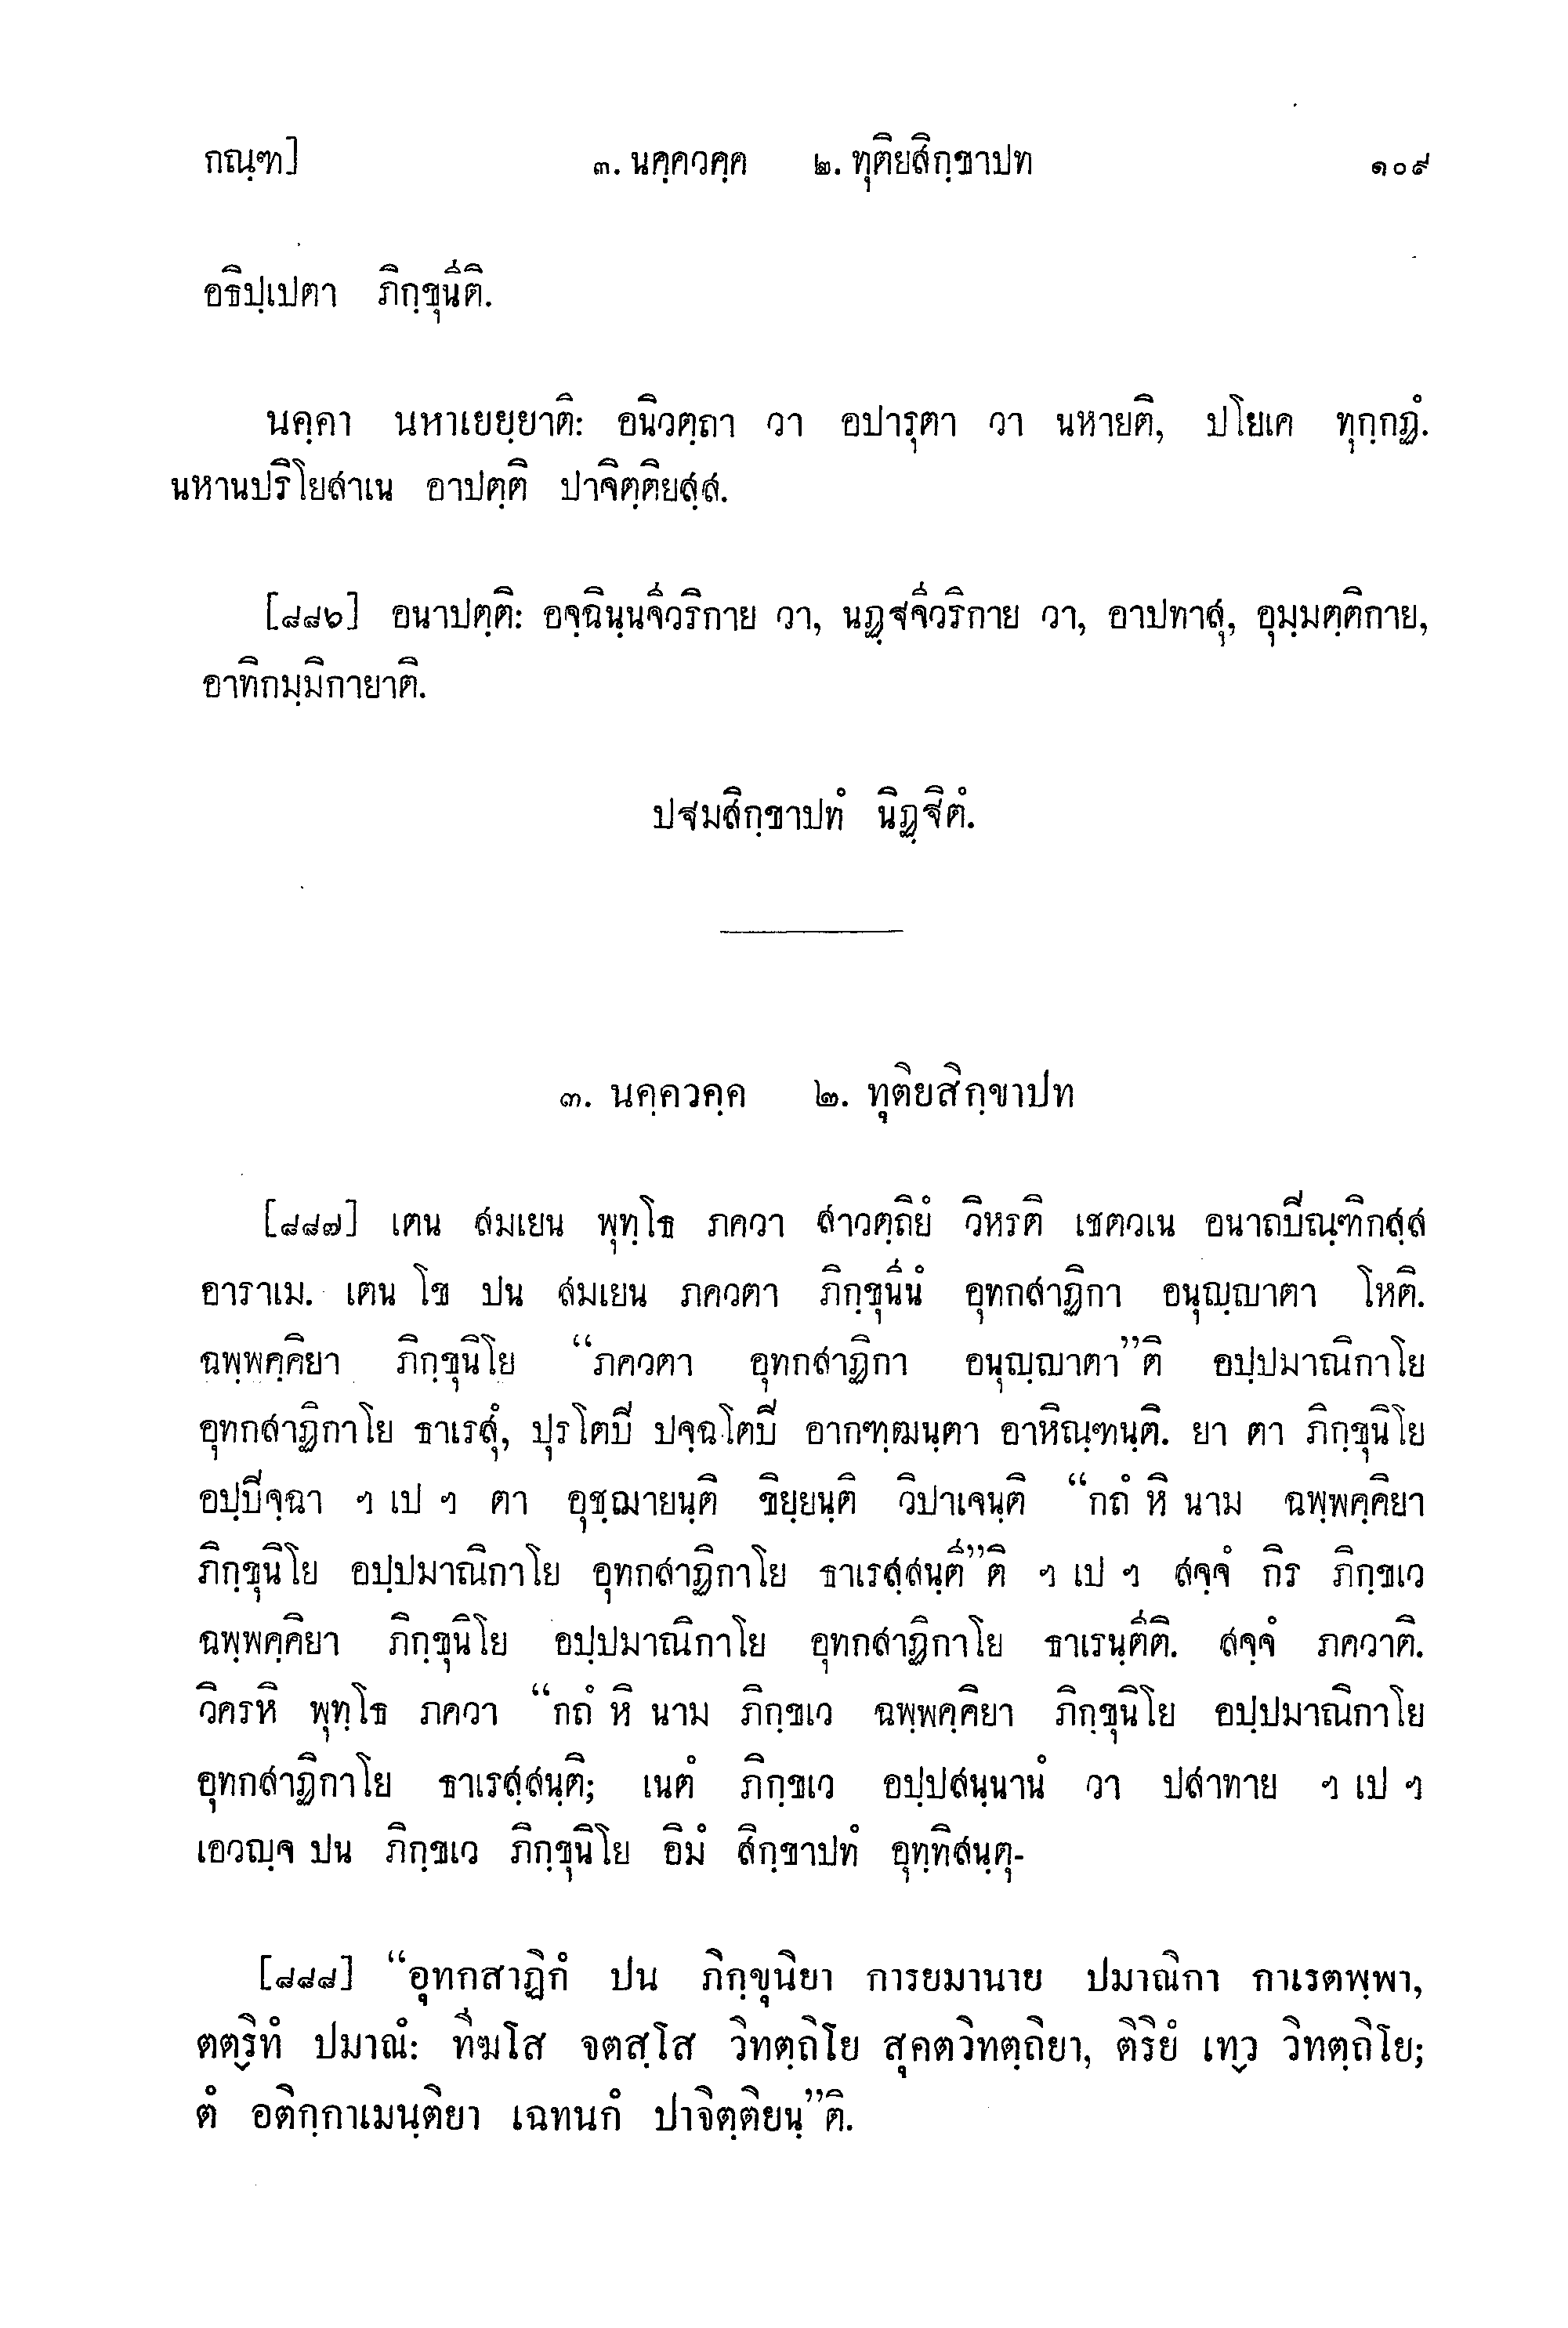 กณฺฑ] ๓. นคฺควคฺค ๒. ทุติยสิกฺขาปท ๑๐๙
อธิปฺเปตา ภิกฺขุนีติ.
นคฺคา นหาเยยฺยาติ: อนิวตฺถา วา อปารุตา วา นหายติ, ปโยเค ทุกฺกฏํ.
นหานปริโยสาเน อาปตฺติ ปาจิตฺติยสฺส.
[๘๘๖] อนาปตฺติ: อจฺฉินฺนจีวริกาย วา, นฏฺฐจีวริกาย วา, อาปทาสุ, อุมฺมตฺติกาย,
อาทิกมฺมิกายาติ.
ปฐมสิกฺขาปทํ นิฏฺฐิตํ.
๓. นคฺควคฺค ๒. ทุติยสิกฺขาปท
[๘๘๗] เตน สมเยน พุทฺโธ ภควา สาวตฺถิยํ วิหรติ เชตวเน อนาถปิณฺฑิกสฺส
อาราเม. เตน โข ปน สมเยน ภควตา ภิกฺขุนีนํ อุทกสาฏิกา อนุญฺญาตา โหติ.
ฉพฺพคฺคิยา ภิกฺขุนิโย “ภควตา อุทกสาฏิกา อนุญฺญาตา”ติ อปฺปมาณิกาโย
อุทกสาฏิกาโย ธาเรสุํ, ปุรโตปิ ปจฺฉโตปิ อากฑฺฒนฺตา อาหิณฺฑนฺติ. ยา ตา ภิกฺขุนิโย
อปฺปิจฺฉา ฯ เป ฯ ตา อุชฺฌายนฺติ ขิยฺยนฺติ วิปาเจนฺติ “กถํ หิ นาม ฉพฺพคฺคิยา
ภิกฺขุนิโย อปฺปมาณิกาโย อุทกสาฏิกาโย ธาเรสฺสนฺตี”ติ ฯ เป ฯ สจฺจํ กิร ภิกฺขเว
ฉพฺพคฺคิยา ภิกฺขุนิโย อปฺปมาณิกาโย อุทกสาฏิกาโย ธาเรนฺตีติ. สจฺจํ ภควาติ.
วิครหิ พุทฺโธ ภควา “กถํ หิ นาม ภิกฺขเว ฉพฺพคฺคิยา ภิกฺขุนิโย อปฺปมาณิกาโย
อุทกสาฏิกาโย ธาเรสฺสนฺติ; เนตํ ภิกฺขเว อปฺปสนฺนานํ วา ปสาทาย ฯ เป ฯ
เอวญฺจ ปน ภิกฺขเว ภิกฺขุนิโย อิมํ สิกฺขาปทํ อุทฺทิสนฺตุ-
[๘๘๘] “อุทกสาฏิกํ ปน ภิกฺขุนิยา การยมานาย ปมาณิกา กาเรตพฺพา,
ตตฺริทํ ปมาณํ: ทีฆโส จตสฺโส วิทตฺถิโย สุคตวิทตฺถิยา, ติริยํ เทฺว วิทตฺถิโย;
ตํ อติกฺกาเมนฺติยา เฉทนกํ ปาจิตฺติยนฺ”ติ.